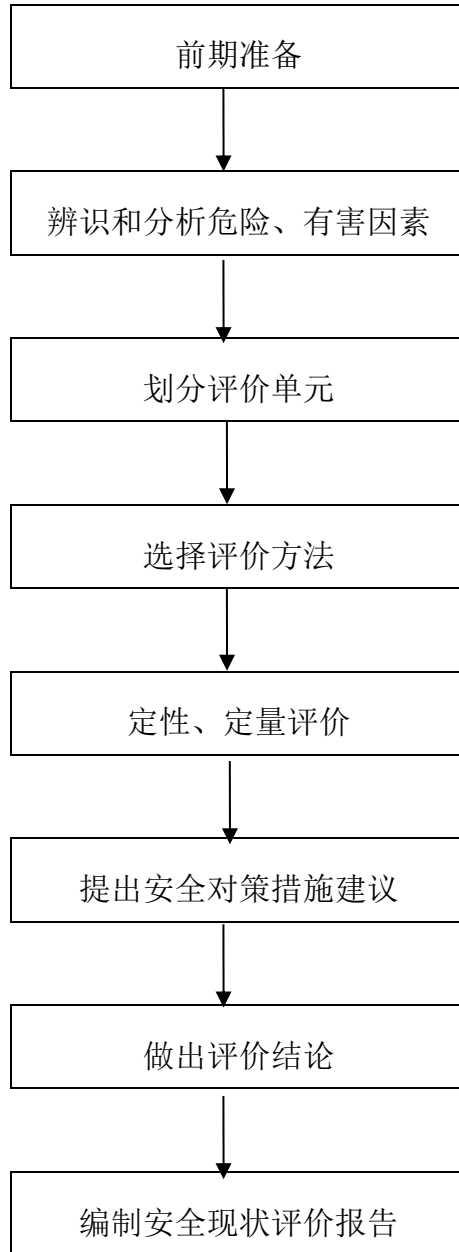 前期准备
辨识和分析危险、有害因素
划分评价单元
选择评价方法
定性、定量评价
提出安全对策措施建议
做出评价结论
编制安全现状评价报告